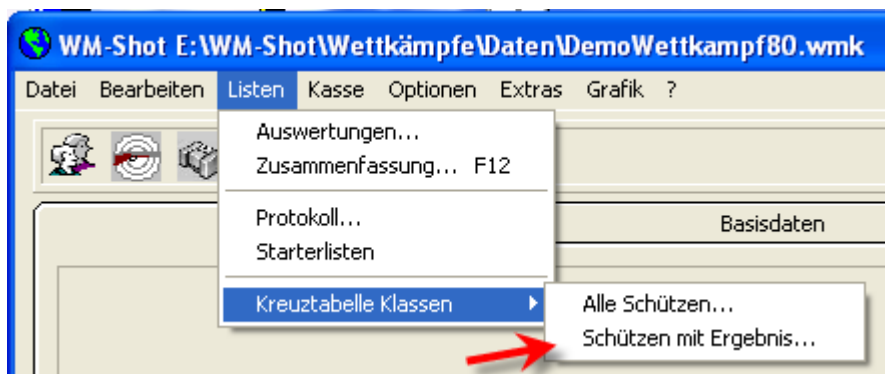 WM-Shot E:\WM-Shot\Wettkämpfe\Daten\DemoWettkampf80.wmk
Datei Bearbeiten Listen Kasse Optionen Extras Grafik ?
Auswertungen...
Zusammenfassung... F12
Protokoll...
Basisdaten
Starterlisten
Kreuztabelle Klassen
Alle Schützen...
Schützen mit Ergebnis...